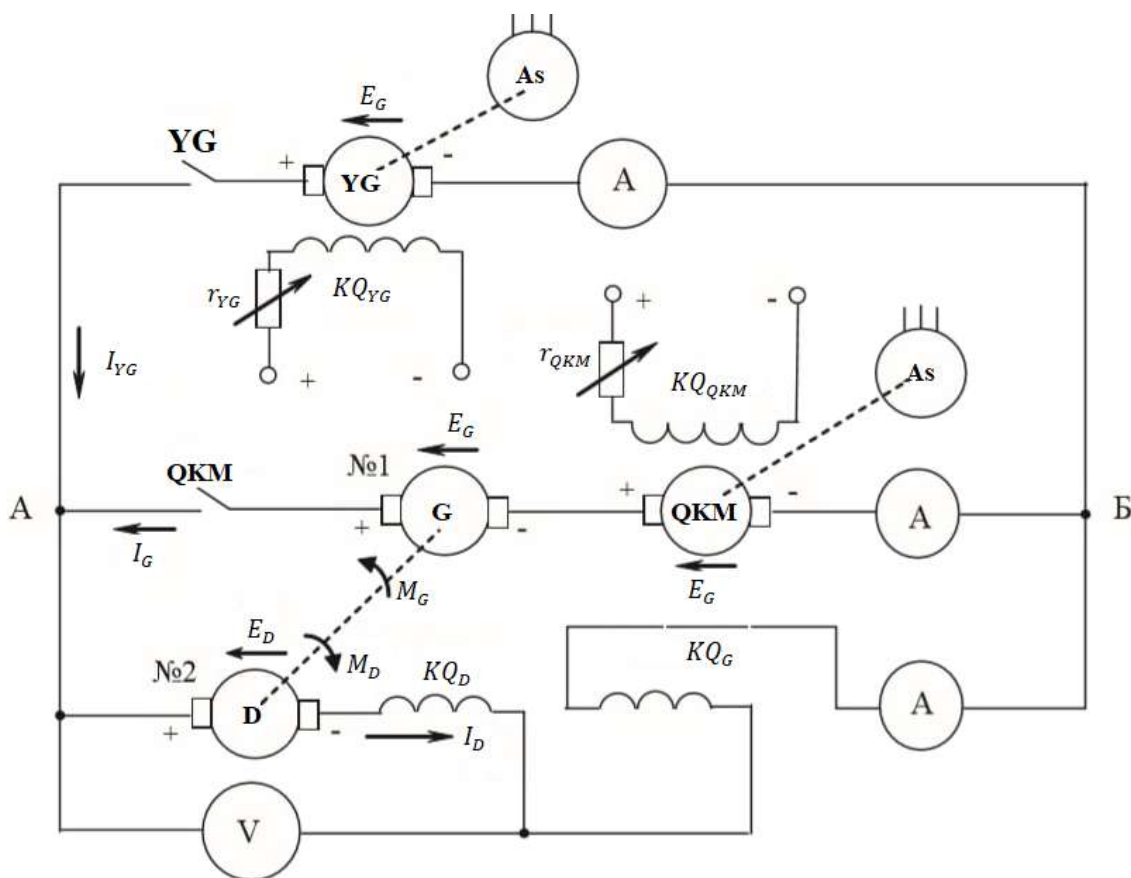 As
E_G
YG
+
-
YG
A
r_YG
KQ_YG
+
-
+
-
I_YG
r_QKM
KQ_QKM
As
E_G
QKM
№1
А
+
G
-
+
QKM
-
A
Б
I_G
M_G
E_G
E_D
M_D
№2
KQ_D
KQ_G
+
D
-
I_D
A
V